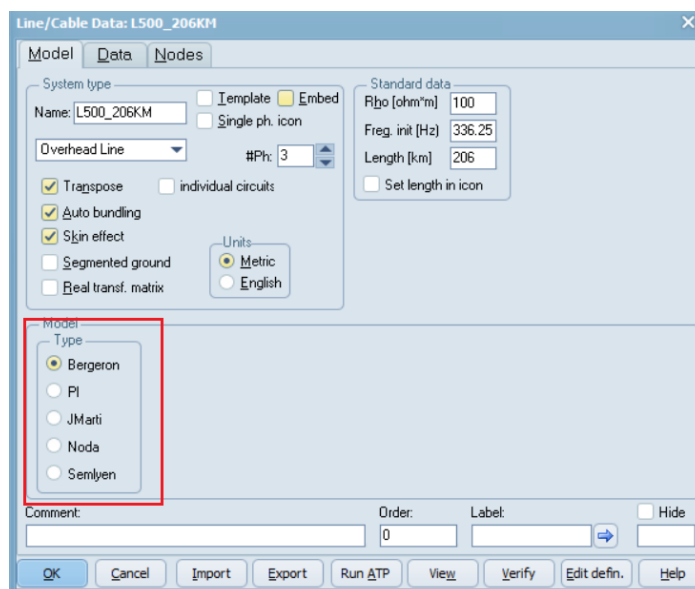 Line/Cable Data: L500_206KM
Model Data Nodes
System type
Name: L500_206KM
Template Embed
Single ph. icon
Overhead Line
#Ph: 3
Transpose individual circuits
Auto bundling
Skin effect
Segmented ground
Real transf. matrix
Units
Metric
English
Standard data
Rho [ohm*m] 100
Freq. init [Hz] 336.25
Length [km] 206
Set length in icon
Model
Type
Bergeron
PI
JMarti
Noda
Semlyen
Comment: Order: Label: Hide
0
OK Cancel Import Export Run ATP View Verify Edit defin. Help